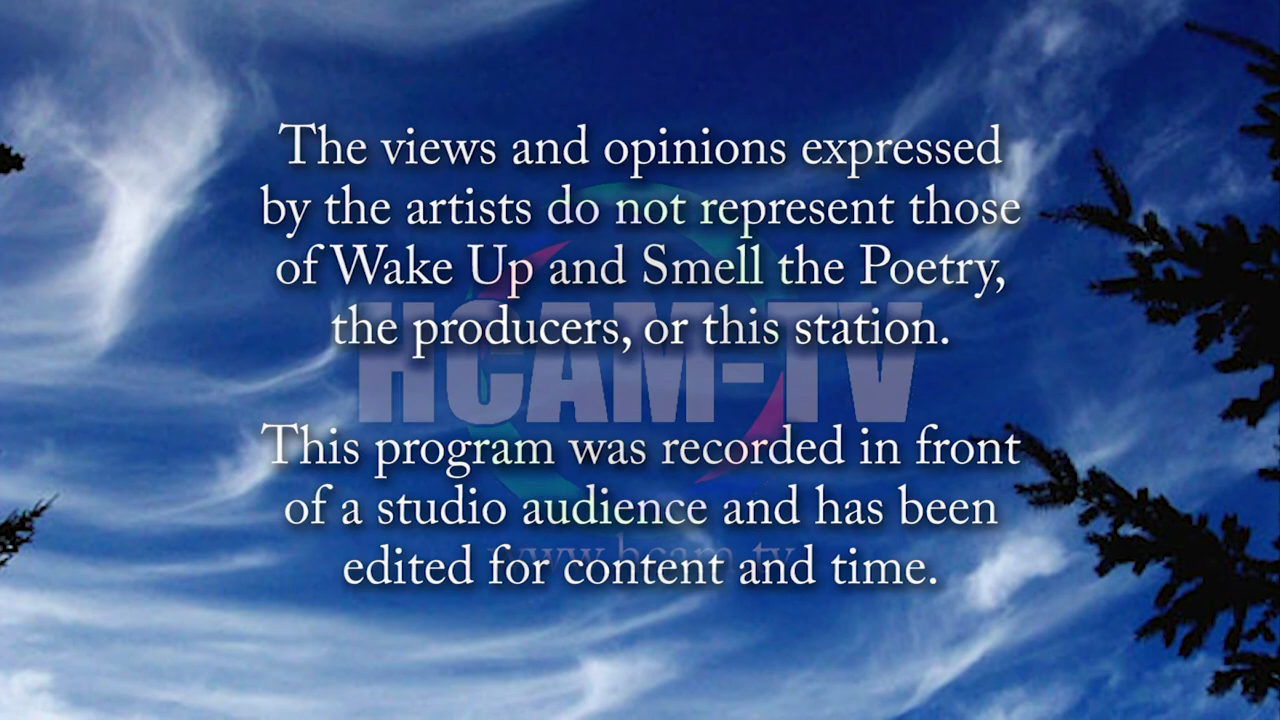 The views and opinions expressed
by the artists do not represent those
of Wake Up and Smell the Poetry,
the producers, or this station.
HCAM-TV
This program was recorded in front
of a studio audience and has been
www.hcam.tv
edited for content and time.